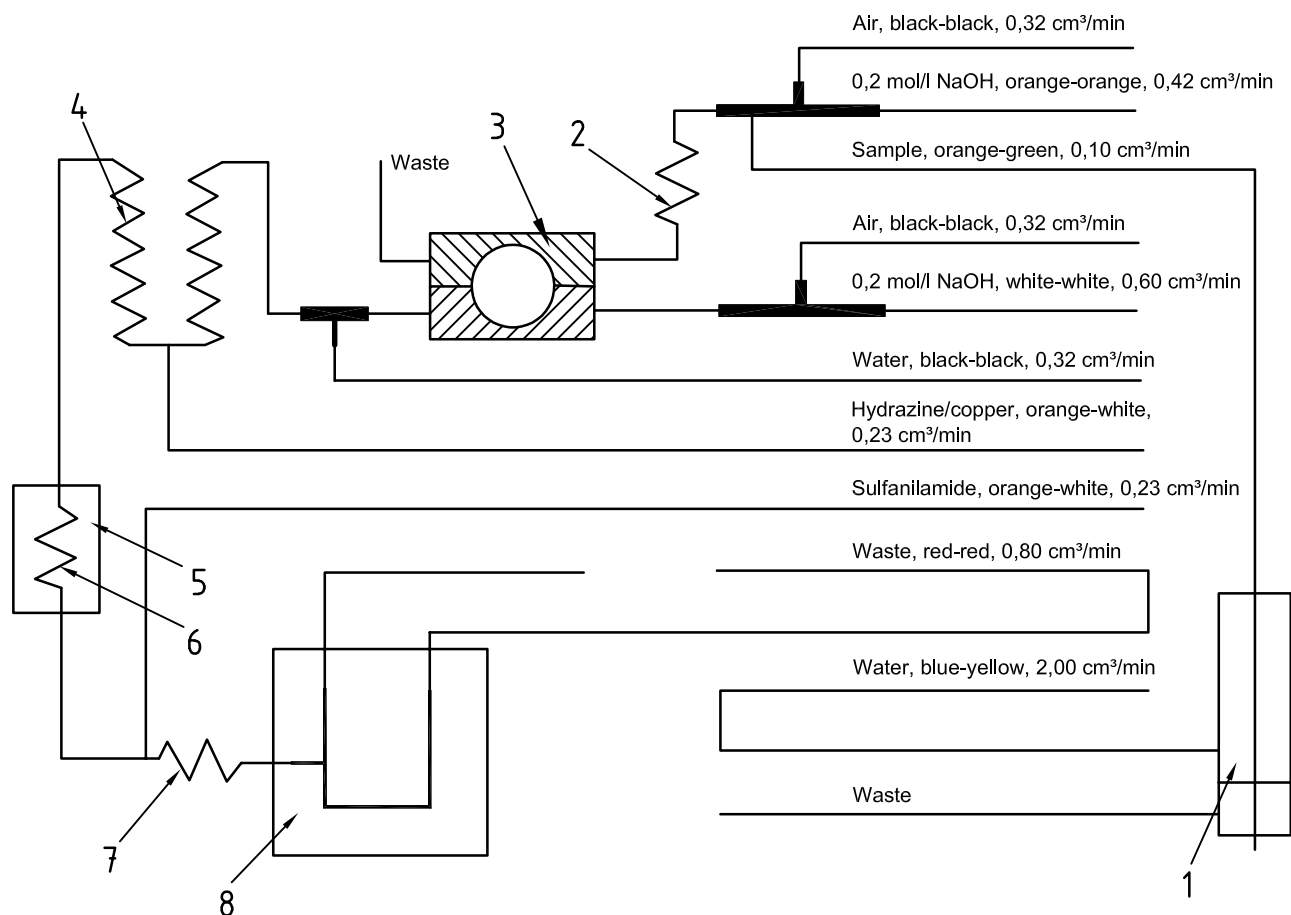 Air, black-black, 0,32 cm³/min
0,2 mol/l NaOH, orange-orange, 0,42 cm³/min
4
3
2
Sample, orange-green, 0,10 cm³/min
Waste
Air, black-black, 0,32 cm³/min
0,2 mol/l NaOH, white-white, 0,60 cm³/min
Water, black-black, 0,32 cm³/min
Hydrazine/copper, orange-white,
0,23 cm³/min
Sulfanilamide, orange-white, 0,23 cm³/min
Waste, red-red, 0,80 cm³/min
5
6
Water, blue-yellow, 2,00 cm³/min
Waste
7
8
1